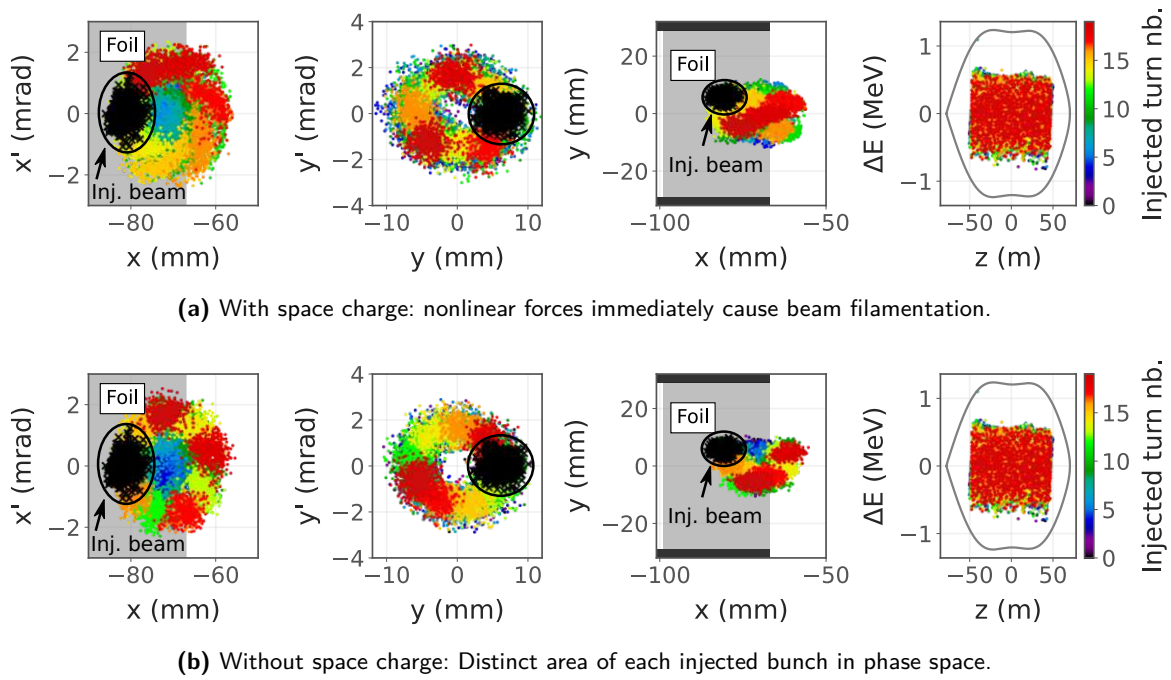 x' (mrad)
2
0
−2
Foil
Inj. beam
−80
−60
x (mm)
y' (mrad)
4
2
0
−2
−4
−10
0
10
y (mm)
y (mm)
20
0
−20
Foil
Inj. beam
−100
−50
x (mm)
ΔE (MeV)
1
0
−1
−50
0
50
z (m)
15
10
5
0
Injected turn nb.
(a) With space charge: nonlinear forces immediately cause beam filamentation.
x' (mrad)
2
0
−2
Foil
Inj. beam
−80
−60
x (mm)
y' (mrad)
4
2
0
−2
−4
−10
0
10
y (mm)
y (mm)
20
0
−20
Foil
Inj. beam
−100
−50
x (mm)
ΔE (MeV)
1
0
−1
−50
0
50
z (m)
15
10
5
0
Injected turn nb.
(b) Without space charge: Distinct area of each injected bunch in phase space.